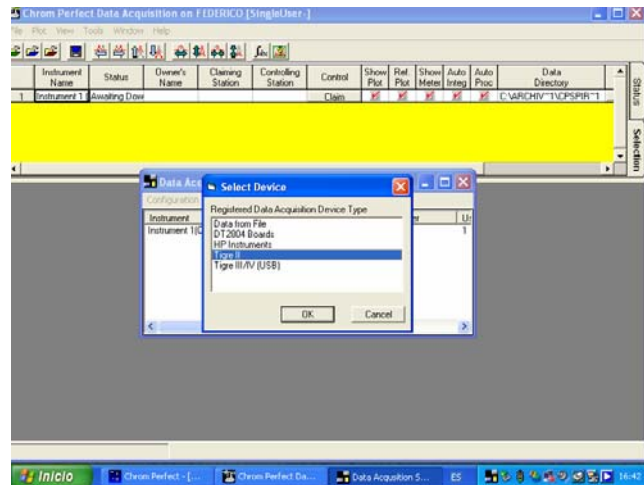 Chrom Perfect Data Acquisition on FEDERICO [SingleUser-]
File Plot View Tools Window Help
Instrument Name Status Owner's Name Claiming Station Controlling Station Control Show Plot Ref. Plot Show Meter Auto Integ Auto Proc Data Directory
1 Instrument 1 Awaiting Dow Claim C:\ARCHIV~1\CPSPIR~1
Status
Selection
Data Acq
Configuration
Instrument
Instrument 1(C
1
Select Device
Registered Data Acquisition Device Type
Data from File
DT2004 Boards
HP Instruments
Tigre II
Tigre III/IV (USB)
OK Cancel
Inicio Chrom Perfect - [... Chrom Perfect Da... Data Acqusition S... ES 16:42